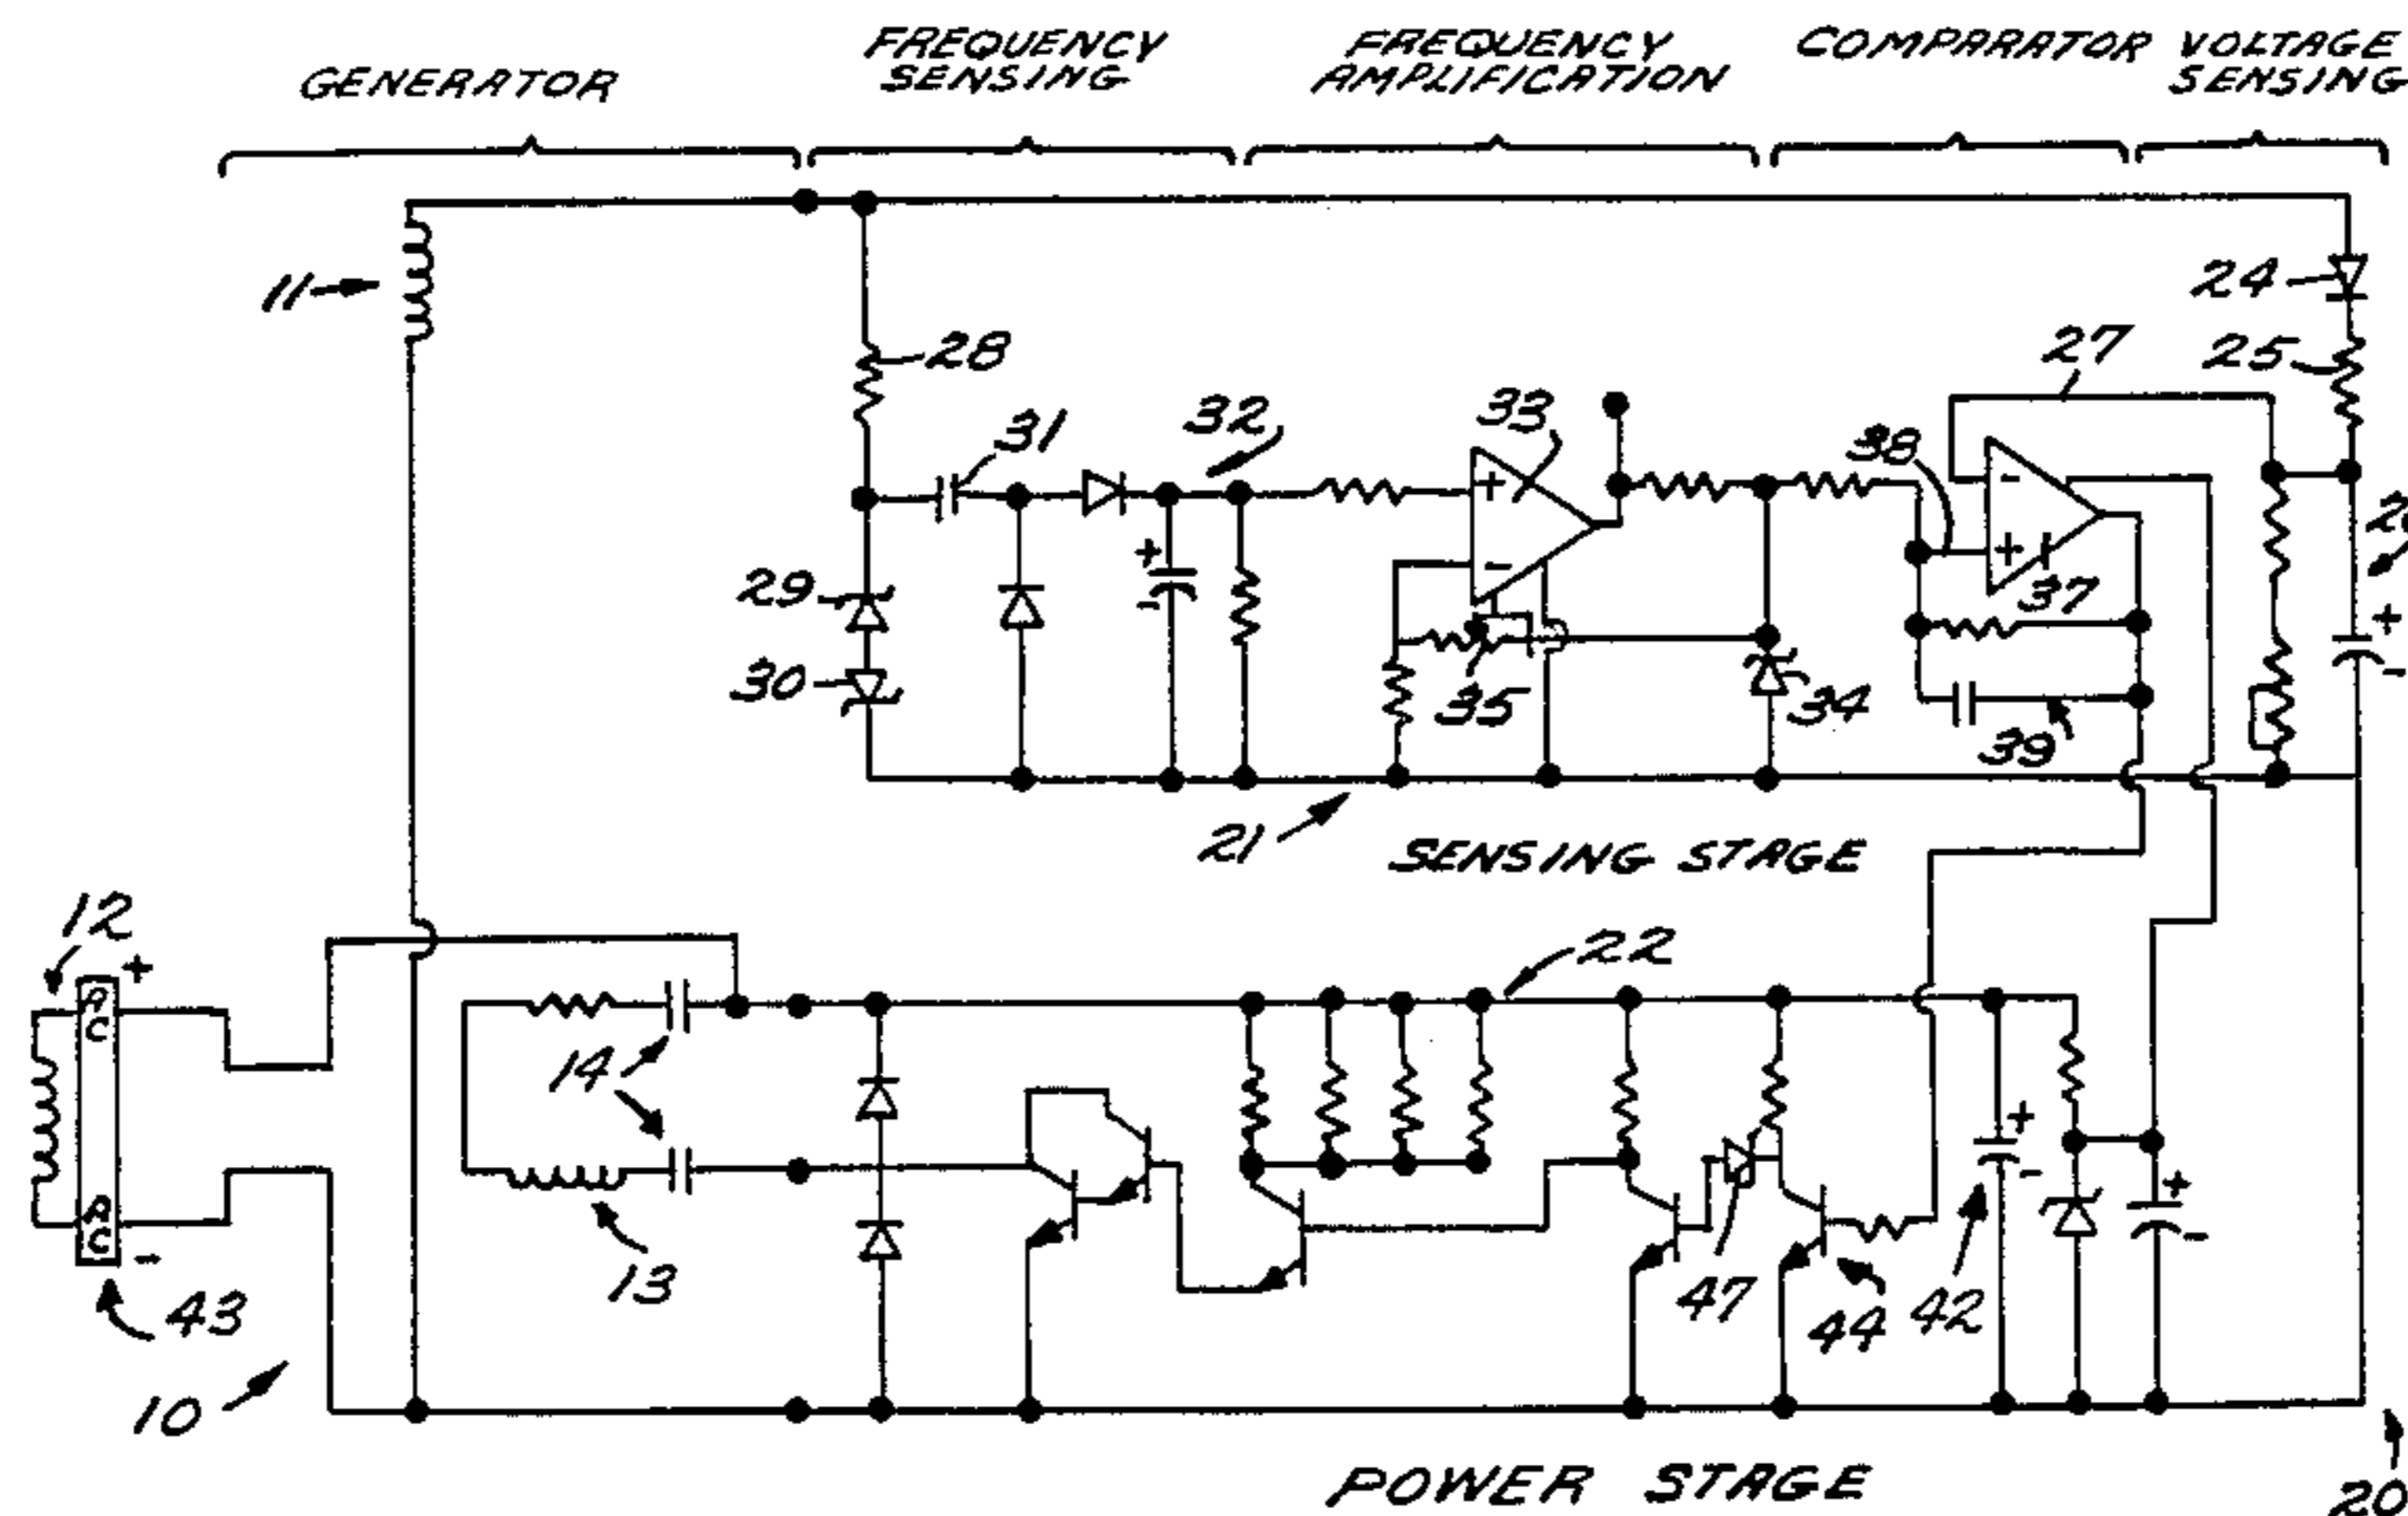 GENERATOR
FREQUENCY
SENSING
FREQUENCY
AMPLIFICATION
COMPARATOR
VOLTAGE
SENSING
11
28
31
32
33
38
27
24
25
+
-
-
+
29
30
+
-
35
34
37
39
+
-
21
SENSING STAGE
12
+
A
C
A
C
-
43
10
14
13
22
47
44
42
+
-
+
-
POWER STAGE
20